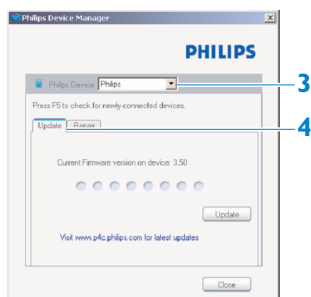 Philips Device Manager
PHILIPS
Philips Device Philips
3
Press F5 to check for newly connected devices.
Update Repair
4
Current Firmware version on device: 3.50
Update
Visit www.p4c.philips.com for latest updates
Close